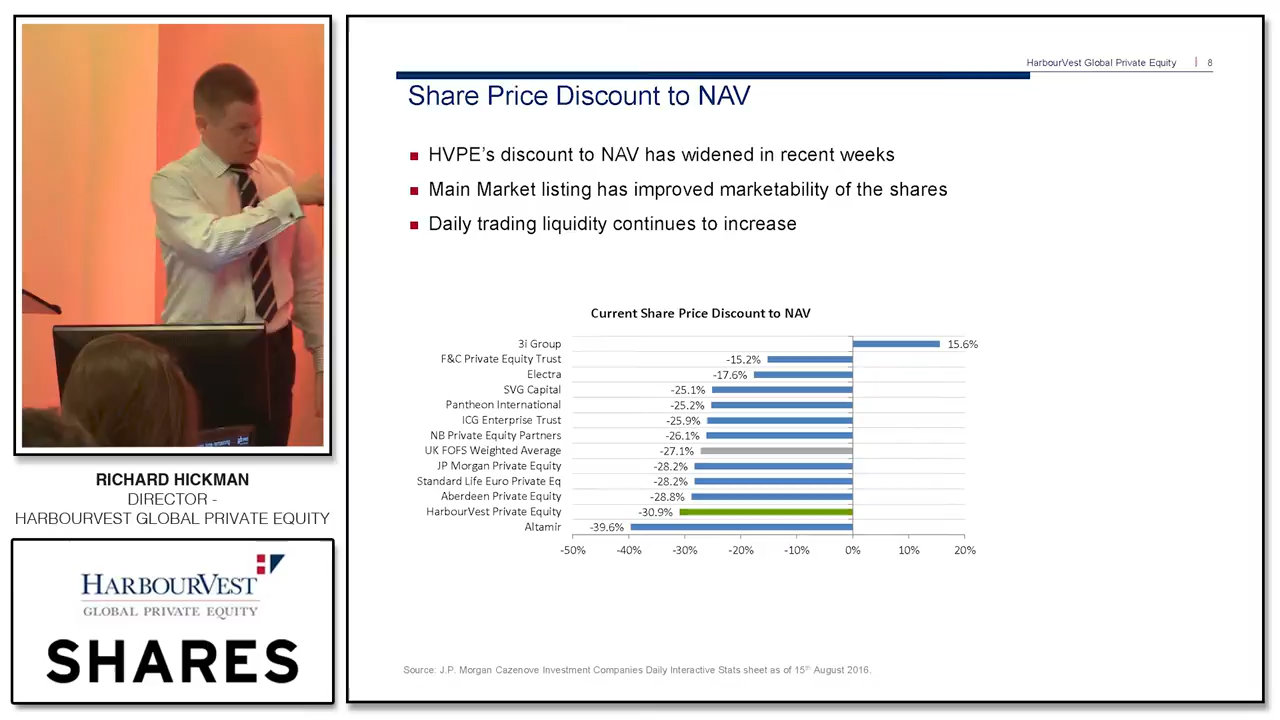 HarbourVest Global Private Equity | 8
Share Price Discount to NAV
HVPE’s discount to NAV has widened in recent weeks
Main Market listing has improved marketability of the shares
Daily trading liquidity continues to increase
Current Share Price Discount to NAV
3i Group 15.6%
F&C Private Equity Trust -15.2%
Electra -17.6%
SVG Capital -25.1%
Pantheon International -25.2%
ICG Enterprise Trust -25.9%
NB Private Equity Partners -26.1%
UK FOFS Weighted Average -27.1%
JP Morgan Private Equity -28.2%
Standard Life Euro Private Eq -28.2%
Aberdeen Private Equity -28.8%
HarbourVest Private Equity -30.9%
Altamir -39.6%
-50% -40% -30% -20% -10% 0% 10% 20%
Source: J.P. Morgan Cazenove Investment Companies Daily Interactive Stats sheet as of 15th August 2016.
RICHARD HICKMAN
DIRECTOR -
HARBOURVEST GLOBAL PRIVATE EQUITY
HARBOURVEST
GLOBAL PRIVATE EQUITY
SHARES